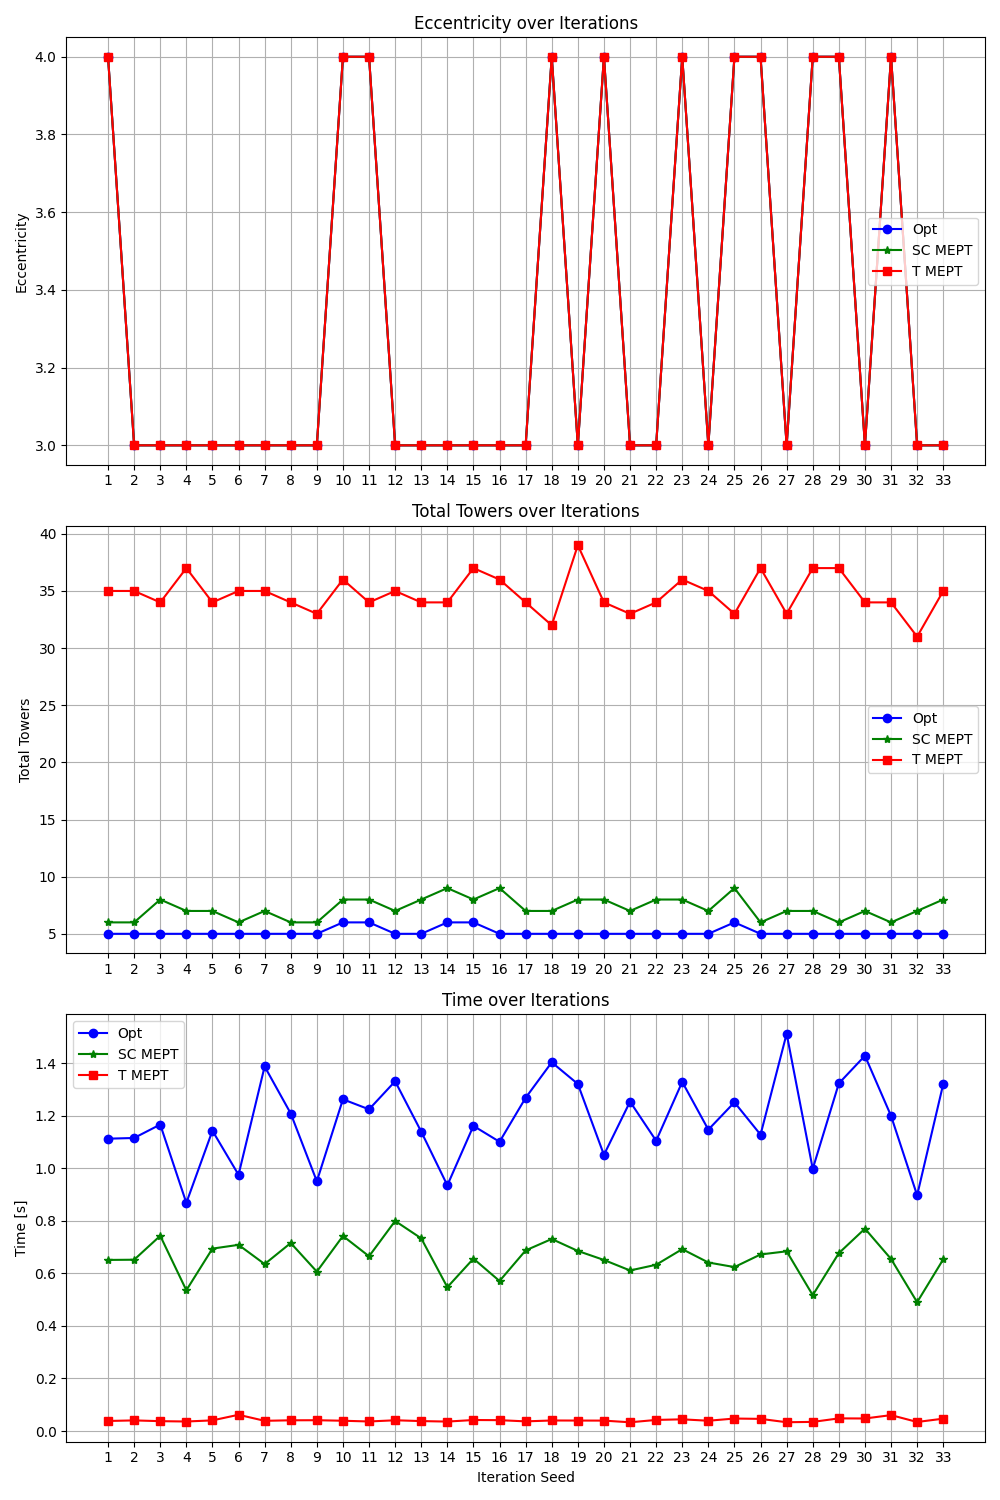 Eccentricity over Iterations
4.0
3.8
3.6
3.4
3.2
3.0
Eccentricity
Opt
SC MEPT
T MEPT
1 2 3 4 5 6 7 8 9 10 11 12 13 14 15 16 17 18 19 20 21 22 23 24 25 26 27 28 29 30 31 32 33
Total Towers over Iterations
40
35
30
25
20
15
10
5
Total Towers
Opt
SC MEPT
T MEPT
1 2 3 4 5 6 7 8 9 10 11 12 13 14 15 16 17 18 19 20 21 22 23 24 25 26 27 28 29 30 31 32 33
Time over Iterations
Opt
SC MEPT
T MEPT
1.4
1.2
1.0
0.8
0.6
0.4
0.2
0.0
Time [s]
1 2 3 4 5 6 7 8 9 10 11 12 13 14 15 16 17 18 19 20 21 22 23 24 25 26 27 28 29 30 31 32 33
Iteration Seed